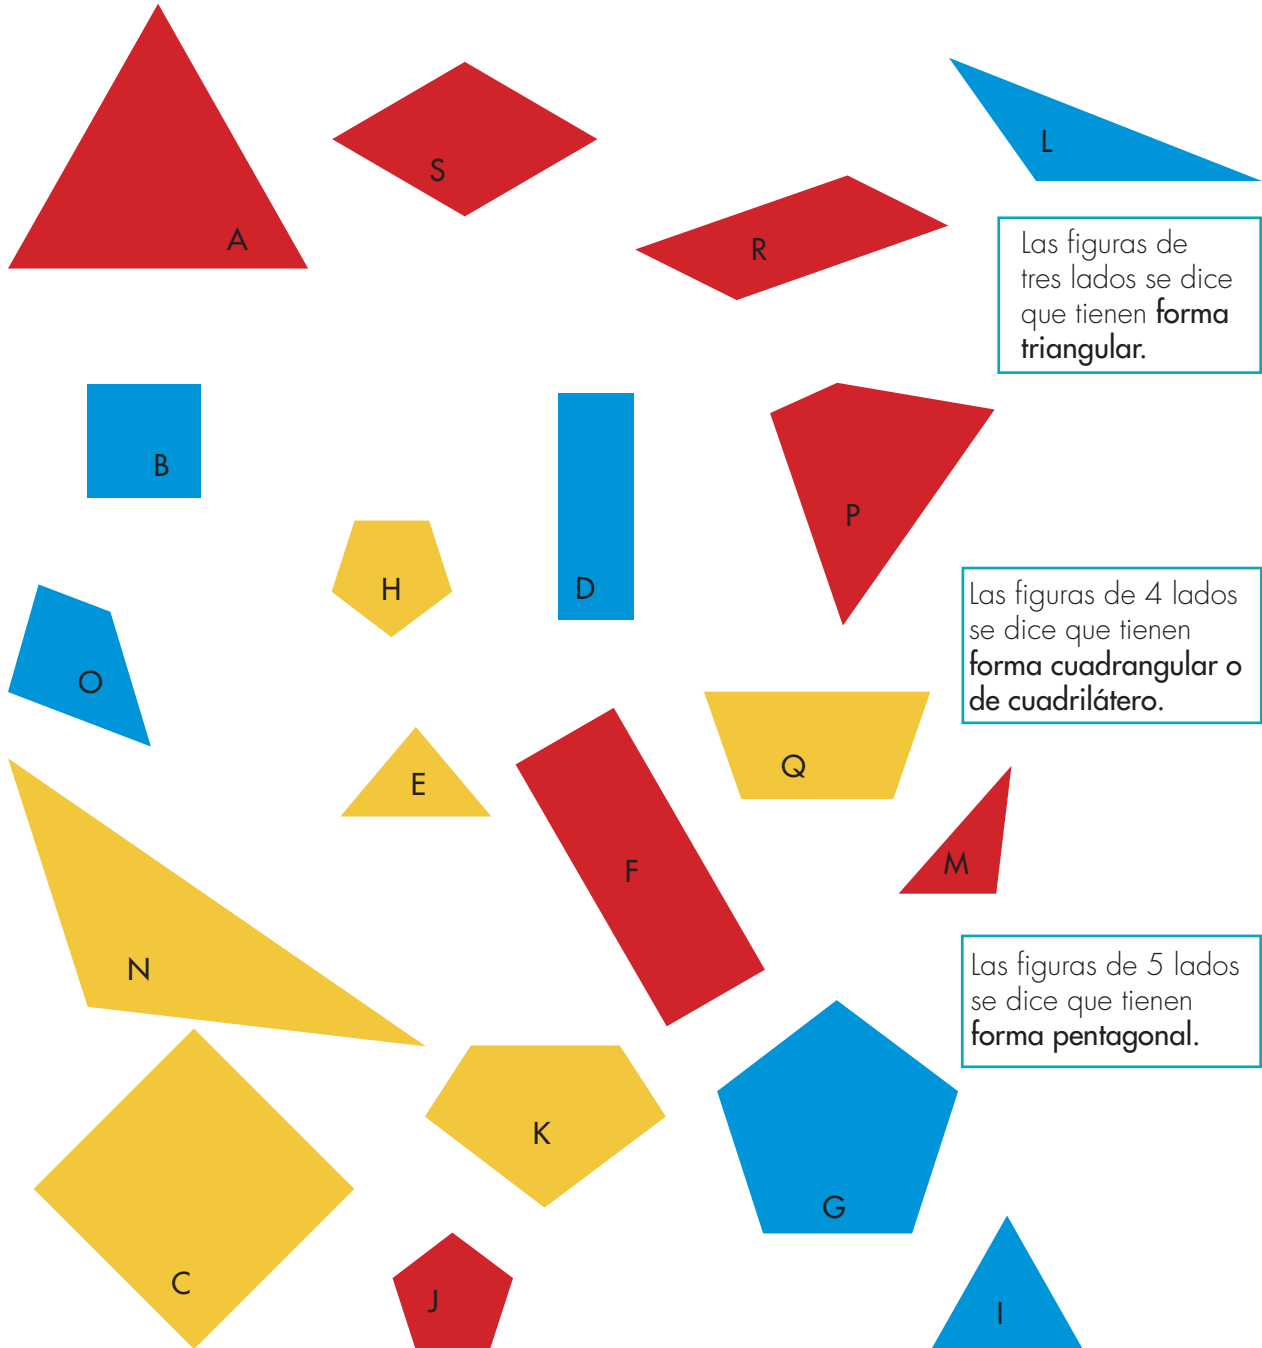 A
S
L
R
Las figuras de
tres lados se dice
que tienen forma
triangular.
B
D
P
H
O
Las figuras de 4 lados
se dice que tienen
forma cuadrangular o
de cuadrilátero.
E
Q
F
M
N
Las figuras de 5 lados
se dice que tienen
forma pentagonal.
K
G
C
J
I